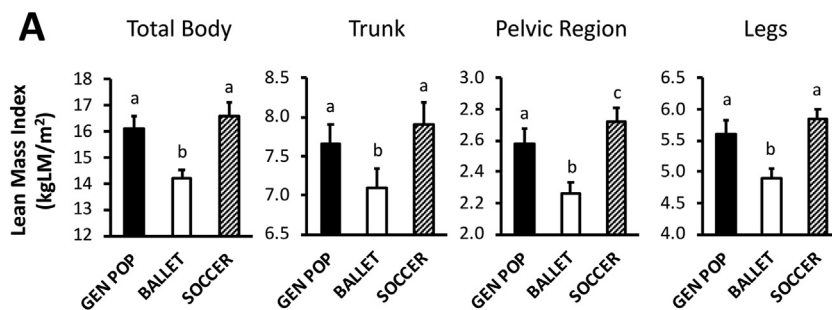 A
Total Body
Trunk
Pelvic Region
Legs
Lean Mass Index
(kgLM/m²)
18
17
16
15
14
13
12
a
b
a
GEN POP
BALLET
SOCCER
8.5
8.0
7.5
7.0
6.5
a
b
a
GEN POP
BALLET
SOCCER
3.0
2.8
2.6
2.4
2.2
2.0
a
b
c
GEN POP
BALLET
SOCCER
6.5
6.0
5.5
5.0
4.5
4.0
a
b
a
GEN POP
BALLET
SOCCER